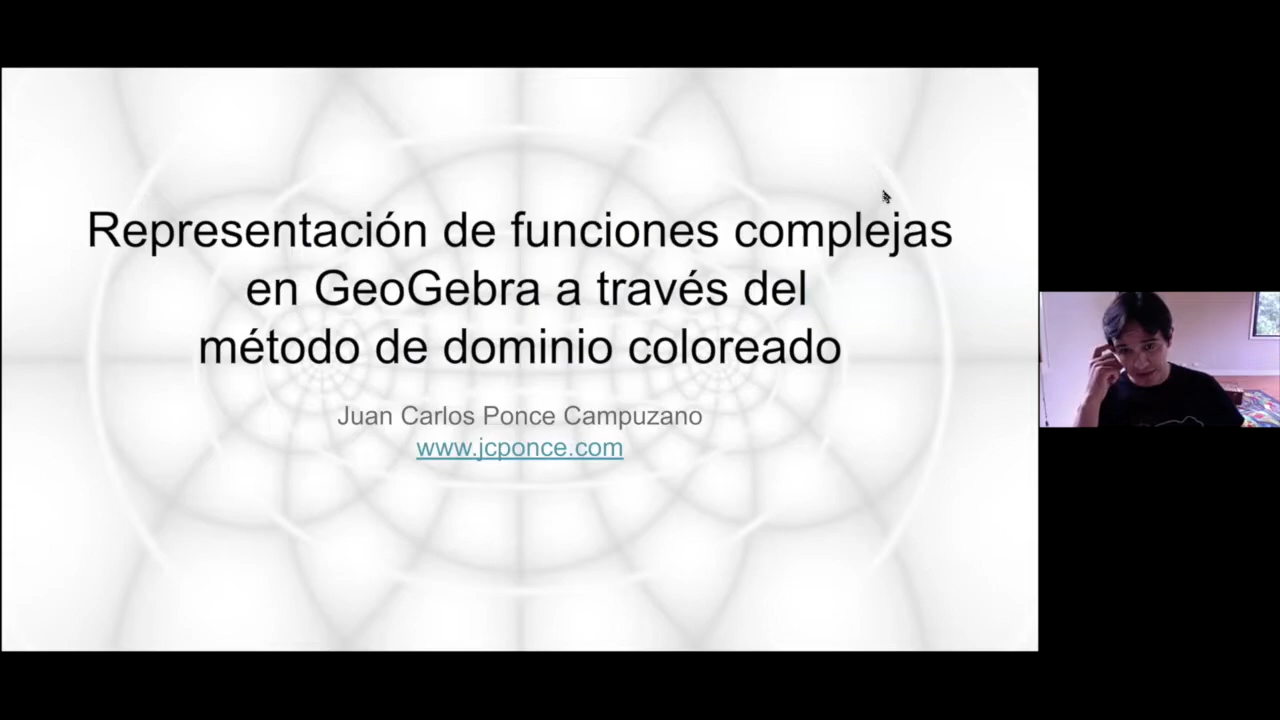 Representación de funciones complejas
en GeoGebra a través del
método de dominio coloreado
Juan Carlos Ponce Campuzano
www.jcponce.com